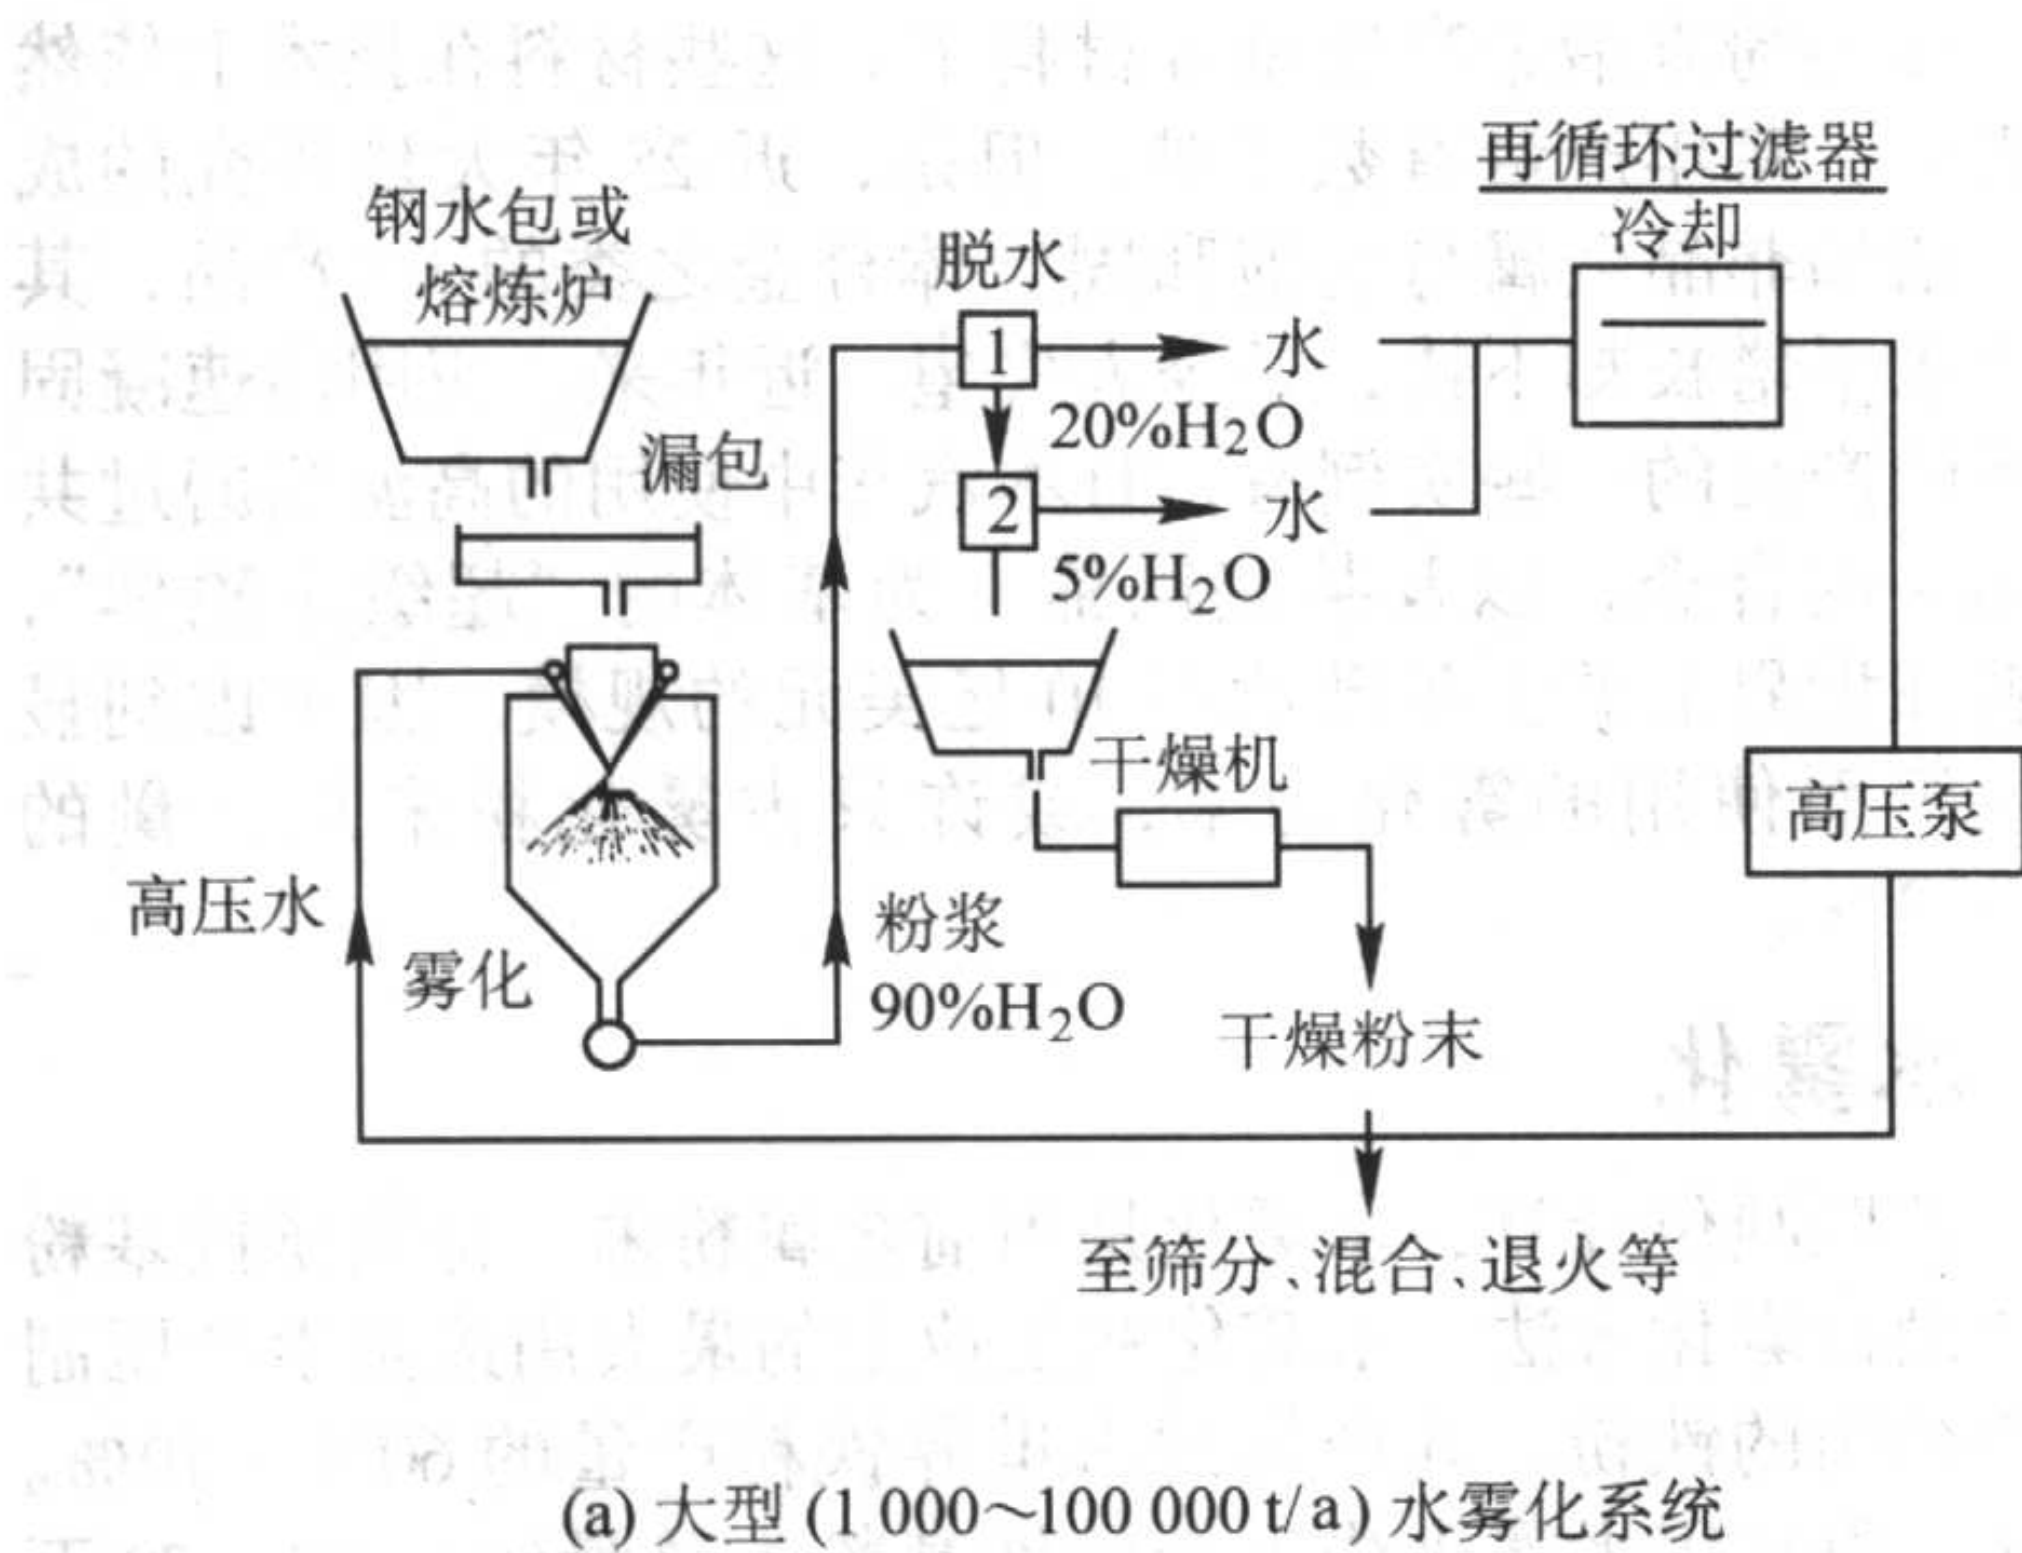 钢水包或
熔炼炉
漏包
高压水
雾化
粉浆
90%H₂O
脱水
1
水
20%H₂O
2
水
5%H₂O
干燥机
干燥粉末
至筛分、混合、退火等
再循环过滤器
冷却
高压泵
(a) 大型 (1 000～100 000 t/a) 水雾化系统